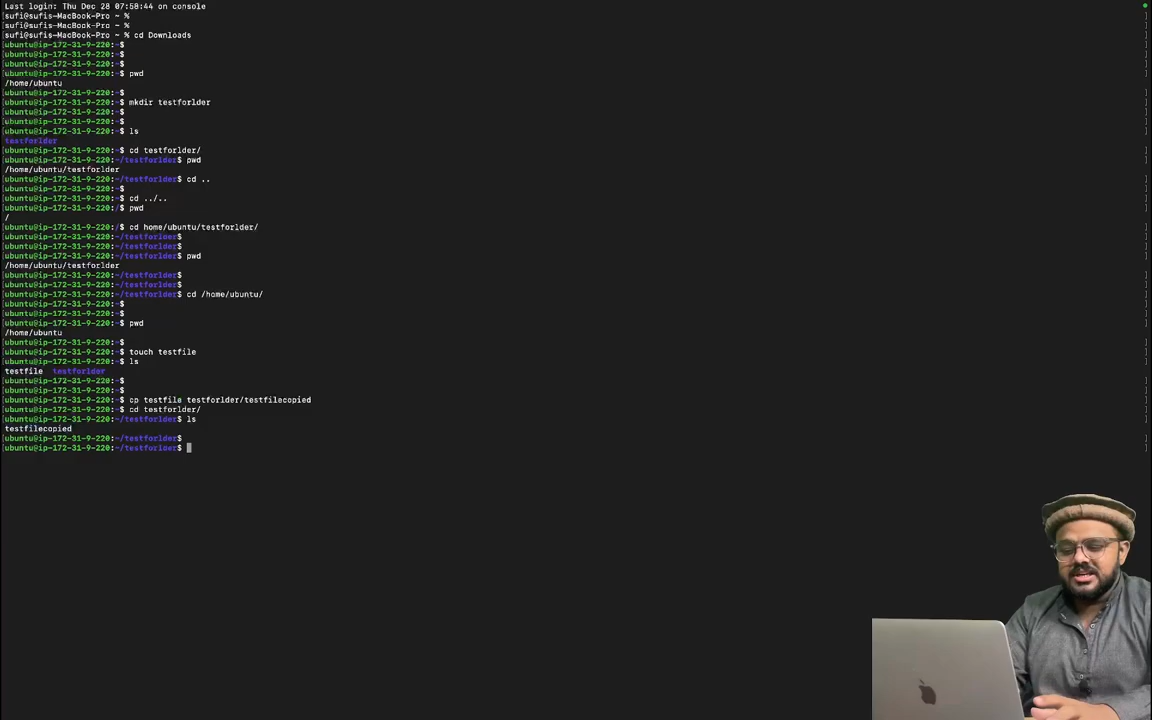 Last login: Thu Dec 28 07:58:44 on console
[sufi@sufis-MacBook-Pro ~ %
[sufi@sufis-MacBook-Pro ~ %
[sufi@sufis-MacBook-Pro ~ % cd Downloads
[ubuntu@ip-172-31-9-220:~$
[ubuntu@ip-172-31-9-220:~$
[ubuntu@ip-172-31-9-220:~$
[ubuntu@ip-172-31-9-220:~$ pwd
/home/ubuntu
[ubuntu@ip-172-31-9-220:~$
[ubuntu@ip-172-31-9-220:~$ mkdir testforlder
[ubuntu@ip-172-31-9-220:~$
[ubuntu@ip-172-31-9-220:~$
[ubuntu@ip-172-31-9-220:~$ ls
testforlder
[ubuntu@ip-172-31-9-220:~$ cd testforlder/
[ubuntu@ip-172-31-9-220:~/testforlder$ pwd
/home/ubuntu/testforlder
[ubuntu@ip-172-31-9-220:~/testforlder$ cd ..
[ubuntu@ip-172-31-9-220:~$
[ubuntu@ip-172-31-9-220:~$ cd ../..
[ubuntu@ip-172-31-9-220:/$ pwd
/
[ubuntu@ip-172-31-9-220:/$ cd home/ubuntu/testforlder/
[ubuntu@ip-172-31-9-220:~/testforlder$
[ubuntu@ip-172-31-9-220:~/testforlder$
[ubuntu@ip-172-31-9-220:~/testforlder$ pwd
/home/ubuntu/testforlder
[ubuntu@ip-172-31-9-220:~/testforlder$
[ubuntu@ip-172-31-9-220:~/testforlder$
[ubuntu@ip-172-31-9-220:~/testforlder$ cd /home/ubuntu/
[ubuntu@ip-172-31-9-220:~$
[ubuntu@ip-172-31-9-220:~$
[ubuntu@ip-172-31-9-220:~$ pwd
/home/ubuntu
[ubuntu@ip-172-31-9-220:~$
[ubuntu@ip-172-31-9-220:~$ touch testfile
[ubuntu@ip-172-31-9-220:~$ ls
testfile testforlder
[ubuntu@ip-172-31-9-220:~$
[ubuntu@ip-172-31-9-220:~$
[ubuntu@ip-172-31-9-220:~$ cp testfile testforlder/testfilecopied
[ubuntu@ip-172-31-9-220:~$ cd testforlder/
[ubuntu@ip-172-31-9-220:~/testforlder$ ls
testfilecopied
[ubuntu@ip-172-31-9-220:~/testforlder$
[ubuntu@ip-172-31-9-220:~/testforlder$